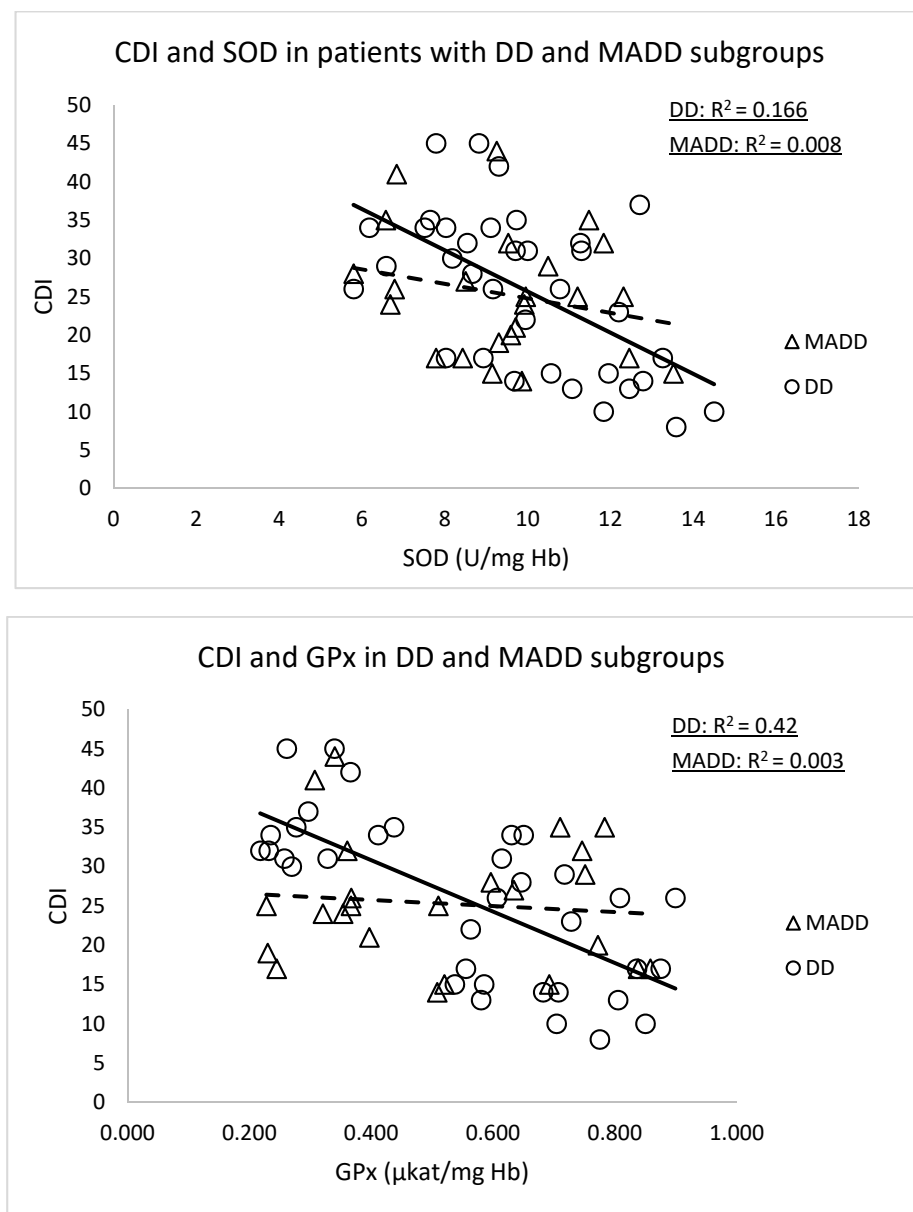 CDI and SOD in patients with DD and MADD subgroups
DD: R² = 0.166
MADD: R² = 0.008
50
45
40
35
30
25
20
15
10
5
0
CDI
MADD
DD
0 2 4 6 8 10 12 14 16 18
SOD (U/mg Hb)
CDI and GPx in DD and MADD subgroups
DD: R² = 0.42
MADD: R² = 0.003
50
45
40
35
30
25
20
15
10
5
0
CDI
MADD
DD
0.000 0.200 0.400 0.600 0.800 1.000
GPx (µkat/mg Hb)